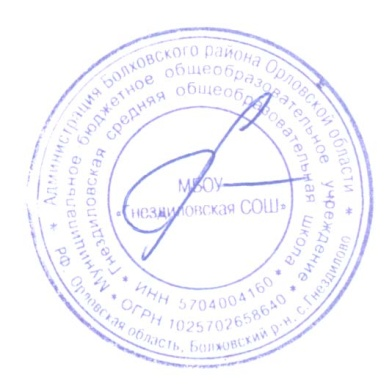 * Администрация Болховского района Орловской области *
РФ, Орловская область, Болховский р-н, с.Гнездилово
Муниципальное бюджетное общеобразовательное учреждение
* Гнездиловская средняя общеобразовательная школа *
* ИНН 5704004160 *
* ОГРН 1025702658640 *
МБОУ
«Гнездиловская СОШ»